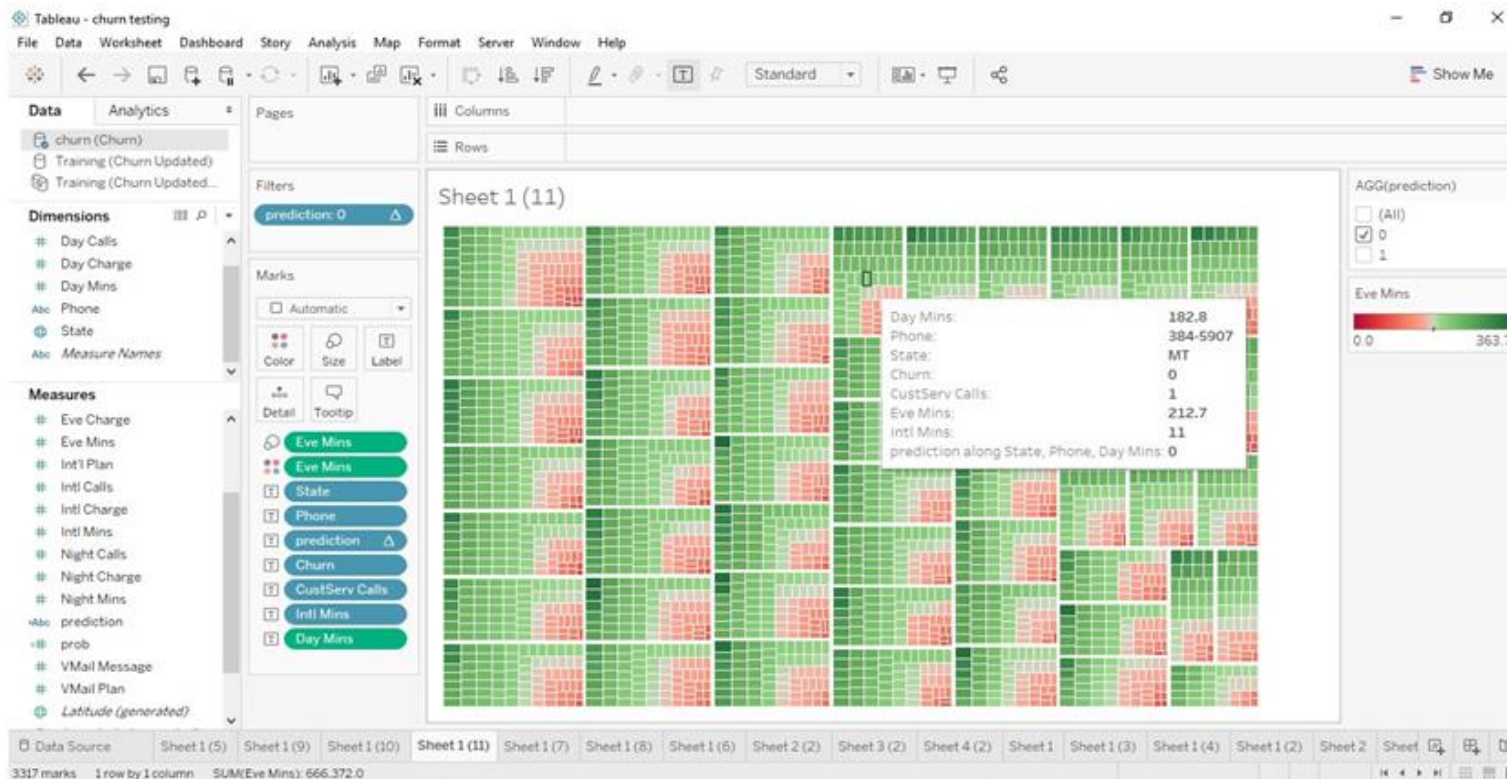 Tableau - churn testing
File Data Worksheet Dashboard Story Analysis Map Format Server Window Help
Standard
Show Me
Data Analytics
churn (Churn)
Training (Churn Updated)
Training (Churn Updated...
Dimensions
Day Calls
Day Charge
Day Mins
Abc Phone
State
Abc Measure Names
Measures
Eve Charge
Eve Mins
Int'l Plan
Intl Calls
Intl Charge
Intl Mins
Night Calls
Night Charge
Night Mins
Abc prediction
prob
VMail Message
VMail Plan
Latitude (generated)
Pages
Filters
prediction: 0
Marks
Automatic
Color Size Label
Detail Tooltip
Eve Mins
Eve Mins
State
Phone
prediction
Churn
CustServ Calls
Intl Mins
Day Mins
Columns
Rows
Sheet 1 (11)
Day Mins: 182.8
Phone: 384-5907
State: MT
Churn: 0
CustServ Calls: 1
Eve Mins: 212.7
Intl Mins: 11
prediction along State, Phone, Day Mins: 0
AGG(prediction)
(All)
0
1
Eve Mins
0.0 363.7
Data Source Sheet 1 (5) Sheet 1 (9) Sheet 1 (10) Sheet 1 (11) Sheet 1 (7) Sheet 1 (8) Sheet 1 (6) Sheet 2 (2) Sheet 3 (2) Sheet 4 (2) Sheet 1 Sheet 1 (3) Sheet 1 (4) Sheet 1 (2) Sheet 2 Sheet
3317 marks 1 row by 1 column SUM(Eve Mins): 666,372.0